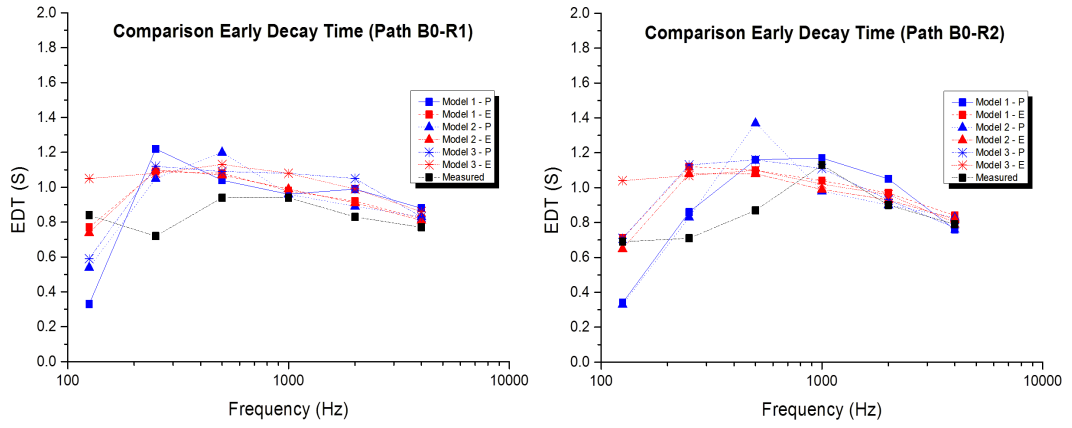 Comparison Early Decay Time (Path B0-R1)
EDT (S)
2.0
1.8
1.6
1.4
1.2
1.0
0.8
0.6
0.4
0.2
0.0
Model 1 - P
Model 1 - E
Model 2 - P
Model 2 - E
Model 3 - P
Model 3 - E
Measured
100 1000 10000
Frequency (Hz)
Comparison Early Decay Time (Path B0-R2)
EDT (S)
2.0
1.8
1.6
1.4
1.2
1.0
0.8
0.6
0.4
0.2
0.0
Model 1 - P
Model 1 - E
Model 2 - P
Model 2 - E
Model 3 - P
Model 3 - E
Measured
100 1000 10000
Frequency (Hz)